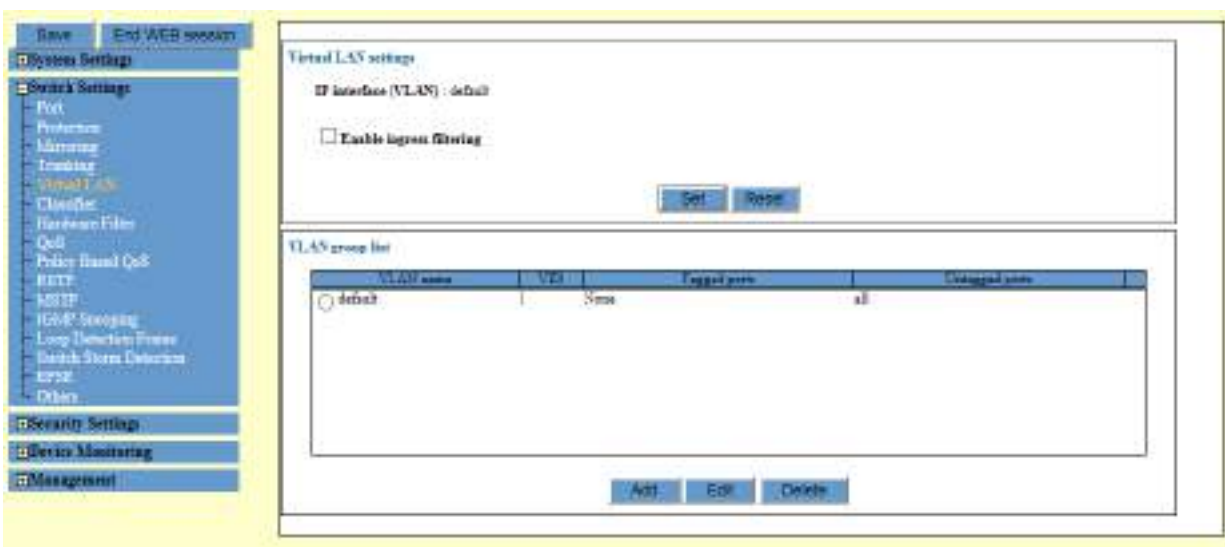 Save End WEB session
System Settings
Switch Settings
Port
Protection
Mirroring
Trunking
Virtual LAN
Classifier
Hardware Filter
QoS
Policy Based QoS
RSTP
MSTP
IGMP Snooping
Loop Detection Frame
Switch Storm Detection
EPSR
Others
Security Settings
Device Monitoring
Management
Virtual LAN settings
IP interface (VLAN) : default
Enable ingress filtering
Set Reset
VLAN group list
VLAN name VID Tagged ports Untagged ports
default 1 None all
Add Edit Delete